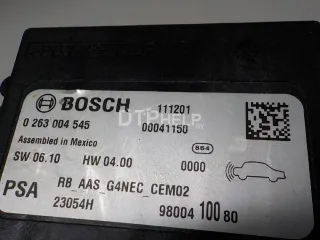 BOSCH 111201
0 263 004 545 00041150
Assembled in Mexico 864
SW 06.10 HW 04.00 0000
PSA RB_AAS_G4NEC_CEM02
23054H 98004 100 80
DTPHELP